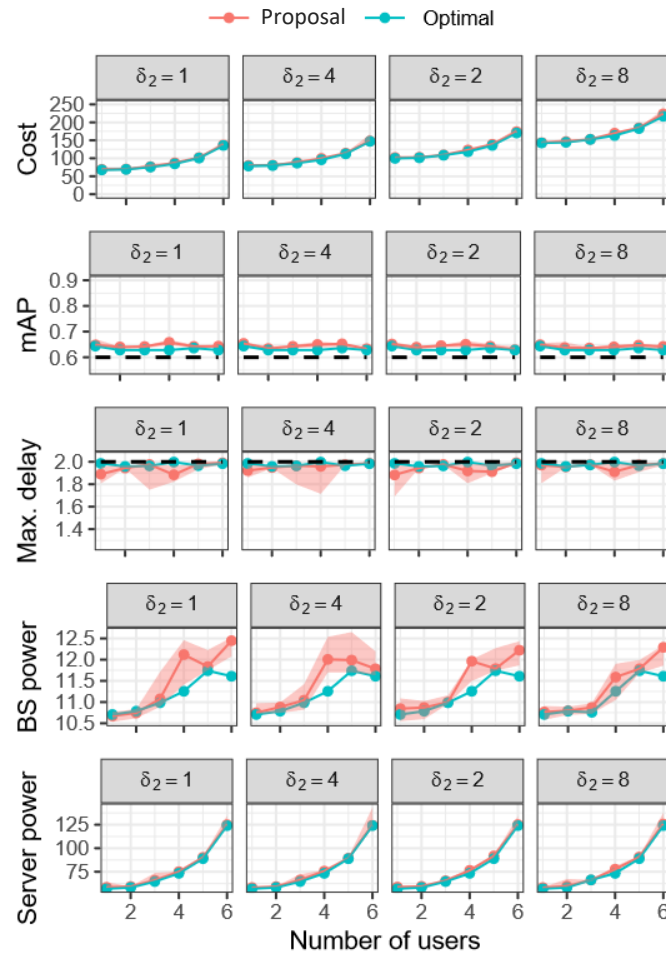 Proposal Optimal
δ₂ = 1 δ₂ = 4 δ₂ = 2 δ₂ = 8
Cost
250
200
150
100
50
0
δ₂ = 1 δ₂ = 4 δ₂ = 2 δ₂ = 8
mAP
0.9
0.8
0.7
0.6
δ₂ = 1 δ₂ = 4 δ₂ = 2 δ₂ = 8
Max. delay
2.0
1.8
1.6
1.4
δ₂ = 1 δ₂ = 4 δ₂ = 2 δ₂ = 8
BS power
12.5
12.0
11.5
11.0
10.5
δ₂ = 1 δ₂ = 4 δ₂ = 2 δ₂ = 8
Server power
125
100
75
2 4 6 2 4 6 2 4 6 2 4 6
Number of users